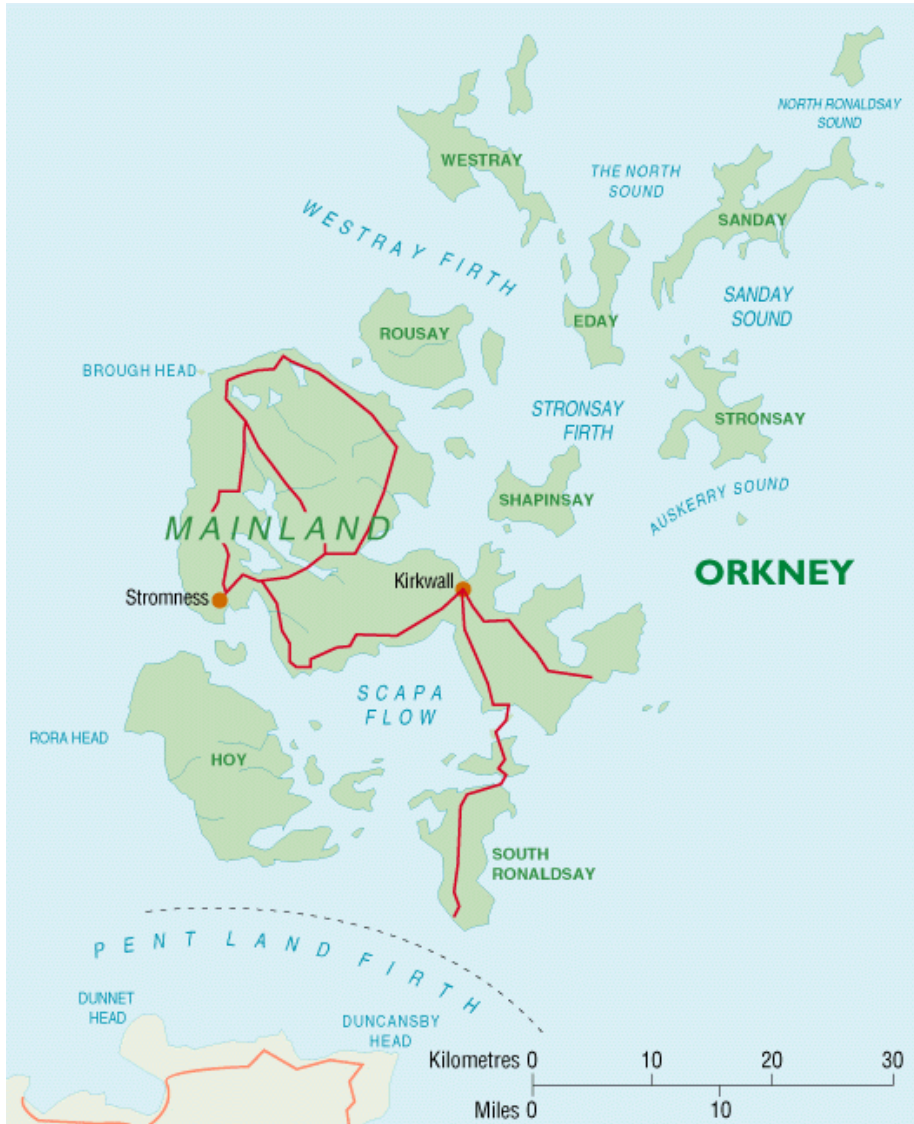 NORTH RONALDSAY
SOUND
WESTRAY
THE NORTH
SOUND
SANDAY
WESTRAY FIRTH
SANDAY
SOUND
EDAY
ROUSAY
BROUGH HEAD
STRONSAY
FIRTH
STRONSAY
SHAPINSAY
AUSKERRY SOUND
MAINLAND
ORKNEY
Kirkwall
Stromness
SCAPA
FLOW
RORA HEAD
HOY
SOUTH
RONALDSAY
PENT LAND FIRTH
DUNNET
HEAD
DUNCANSBY
HEAD
Kilometres 0 10 20 30
Miles 0 10